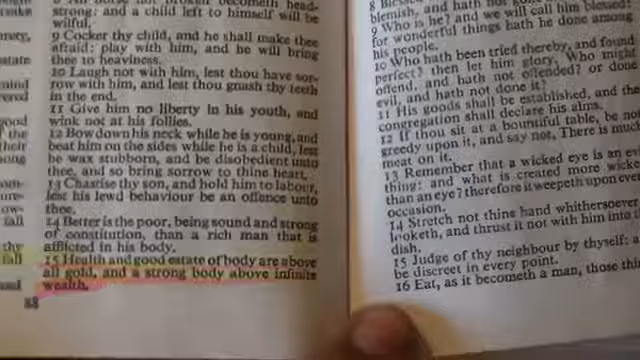 strong: and a child left to himself will be
wilful.
9 Cocker thy child, and he shall make thee
afraid: play with him, and he will bring
thee to heaviness.
10 Laugh not with him, lest thou have sor-
row with him, and lest thou gnash thy teeth
in the end.
11 Give him no liberty in his youth, and
wink not at his follies.
12 Bow down his neck while he is young, and
beat him on the sides while he is a child, lest
he wax stubborn, and be disobedient unto
thee, and so bring sorrow to thine heart.
13 Chastise thy son, and hold him to labour,
lest his lewd behaviour be an offence unto
thee.
14 Better is the poor, being sound and strong
of constitution, than a rich man that is
afflicted in his body.
15 Health and good estate of body are above
all gold, and a strong body above infinite
wealth.
88
blemish, and hath not
9 Who is he? and we will call him blessed:
for wonderful things hath he done among
his people.
10 Who hath been tried thereby, and found
perfect? then let him glory. Who might
offend, and hath not offended? or done
evil, and hath not done it?
11 His goods shall be established, and the
congregation shall declare his alms.
12 If thou sit at a bountiful table, be not
greedy upon it, and say not, There is much
meat on it.
13 Remember that a wicked eye is an evil
thing: and what is created more wicked
than an eye? therefore it weepeth upon every
occasion.
14 Stretch not thine hand whithersoever
looketh, and thrust it not with him into
dish.
15 Judge of thy neighbour by thyself: a
be discreet in every point.
16 Eat, as it becometh a man, those thin